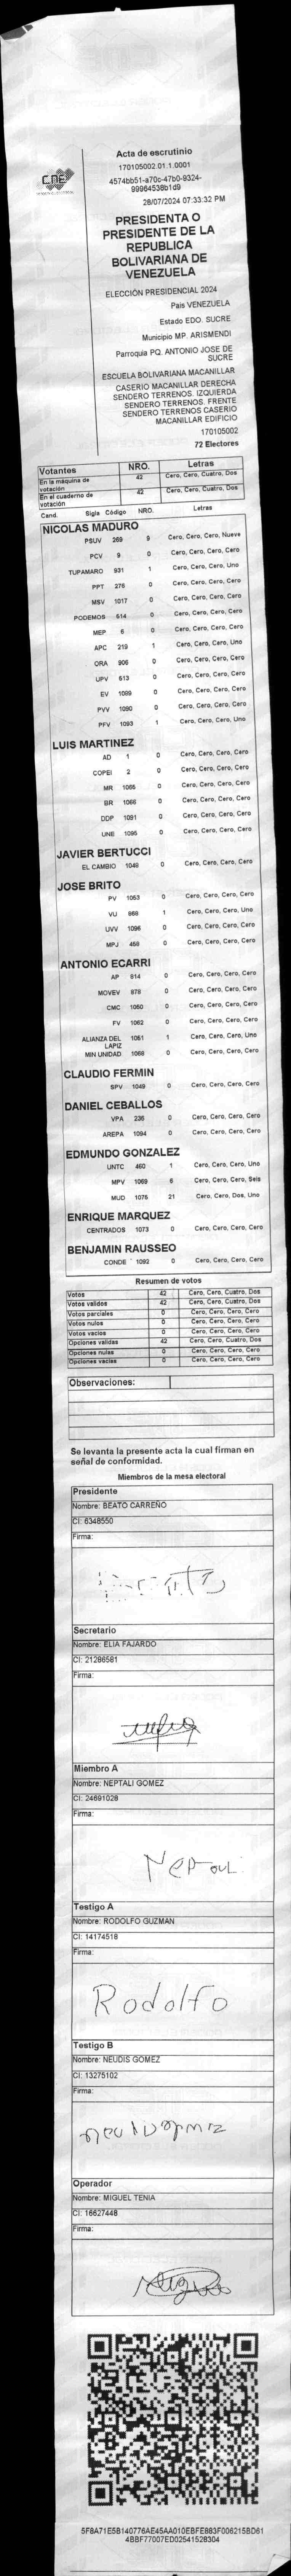 Acta de escrutinio
170105002.01.1.0001
4574bb51-a70c-47b0-9324-
99964538b1d9
28/07/2024 07:33:32 PM
CNE
PRESIDENTA O
PRESIDENTE DE LA
REPUBLICA
BOLIVARIANA DE
VENEZUELA
ELECCIÓN PRESIDENCIAL 2024
Pais VENEZUELA
Estado EDO. SUCRE
Municipio MP. ARISMENDI
Parroquia PQ. ANTONIO JOSE DE
SUCRE
ESCUELA BOLIVARIANA MACANILLAR
CASERIO MACANILLAR DERECHA
SENDERO TERRENOS. IZQUIERDA
SENDERO TERRENOS. FRENTE
SENDERO TERRENOS CASERIO
MACANILLAR EDIFICIO
170105002
72 Electores
Votantes NRO. Letras
En la máquina de votación 42 Cero, Cero, Cuatro, Dos
En el cuaderno de votación 42 Cero, Cero, Cuatro, Dos
Cand. Sigla Código NRO. Letras
NICOLAS MADURO
PSUV 269 9 Cero, Cero, Cero, Nueve
PCV 9 0 Cero, Cero, Cero, Cero
TUPAMARO 931 1 Cero, Cero, Cero, Uno
PPT 276 0 Cero, Cero, Cero, Cero
MSV 1017 0 Cero, Cero, Cero, Cero
PODEMOS 514 0 Cero, Cero, Cero, Cero
MEP 6 0 Cero, Cero, Cero, Cero
APC 219 1 Cero, Cero, Cero, Uno
ORA 906 0 Cero, Cero, Cero, Cero
UPV 613 0 Cero, Cero, Cero, Cero
EV 1089 0 Cero, Cero, Cero, Cero
PVV 1090 0 Cero, Cero, Cero, Cero
PFV 1093 1 Cero, Cero, Cero, Uno
LUIS MARTINEZ
AD 1 0 Cero, Cero, Cero, Cero
COPEI 2 0 Cero, Cero, Cero, Cero
MR 1065 0 Cero, Cero, Cero, Cero
BR 1066 0 Cero, Cero, Cero, Cero
DDP 1091 0 Cero, Cero, Cero, Cero
UNE 1095 0 Cero, Cero, Cero, Cero
JAVIER BERTUCCI
EL CAMBIO 1048 0 Cero, Cero, Cero, Cero
JOSE BRITO
PV 1053 0 Cero, Cero, Cero, Cero
VU 868 1 Cero, Cero, Cero, Uno
UVV 1096 0 Cero, Cero, Cero, Cero
MPJ 458 0 Cero, Cero, Cero, Cero
ANTONIO ECARRI
AP 814 0 Cero, Cero, Cero, Cero
MOVEV 878 0 Cero, Cero, Cero, Cero
CMC 1060 0 Cero, Cero, Cero, Cero
FV 1062 0 Cero, Cero, Cero, Cero
ALIANZA DEL LAPIZ 1051 1 Cero, Cero, Cero, Uno
MIN UNIDAD 1068 0 Cero, Cero, Cero, Cero
CLAUDIO FERMIN
SPV 1049 0 Cero, Cero, Cero, Cero
DANIEL CEBALLOS
VPA 236 0 Cero, Cero, Cero, Cero
AREPA 1094 0 Cero, Cero, Cero, Cero
EDMUNDO GONZALEZ
UNTC 460 1 Cero, Cero, Cero, Uno
MPV 1069 6 Cero, Cero, Cero, Seis
MUD 1076 21 Cero, Cero, Dos, Uno
ENRIQUE MARQUEZ
CENTRADOS 1073 0 Cero, Cero, Cero, Cero
BENJAMIN RAUSSEO
CONDE 1092 0 Cero, Cero, Cero, Cero
Resumen de votos
Votos 42 Cero, Cero, Cuatro, Dos
Votos validos 42 Cero, Cero, Cuatro, Dos
Votos parciales 0 Cero, Cero, Cero, Cero
Votos nulos 0 Cero, Cero, Cero, Cero
Votos vacios 0 Cero, Cero, Cero, Cero
Opciones validas 42 Cero, Cero, Cuatro, Dos
Opciones nulas 0 Cero, Cero, Cero, Cero
Opciones vacias 0 Cero, Cero, Cero, Cero
Observaciones:
Se levanta la presente acta la cual firman en
señal de conformidad.
Miembros de la mesa electoral
Presidente
Nombre: BEATO CARREÑO
CI: 6348550
Firma:
Secretario
Nombre: ELIA FAJARDO
CI: 21286581
Firma:
Miembro A
Nombre: NEPTALI GOMEZ
CI: 24691028
Firma:
Testigo A
Nombre: RODOLFO GUZMAN
CI: 14174518
Firma:
Rodolfo
Testigo B
Nombre: NEUDIS GOMEZ
CI: 13275102
Firma:
Operador
Nombre: MIGUEL TENIA
CI: 16627448
Firma:
5F8A71E5B140776AE45AA010EBFE883F006215BD61
4BBF77007ED02541528304